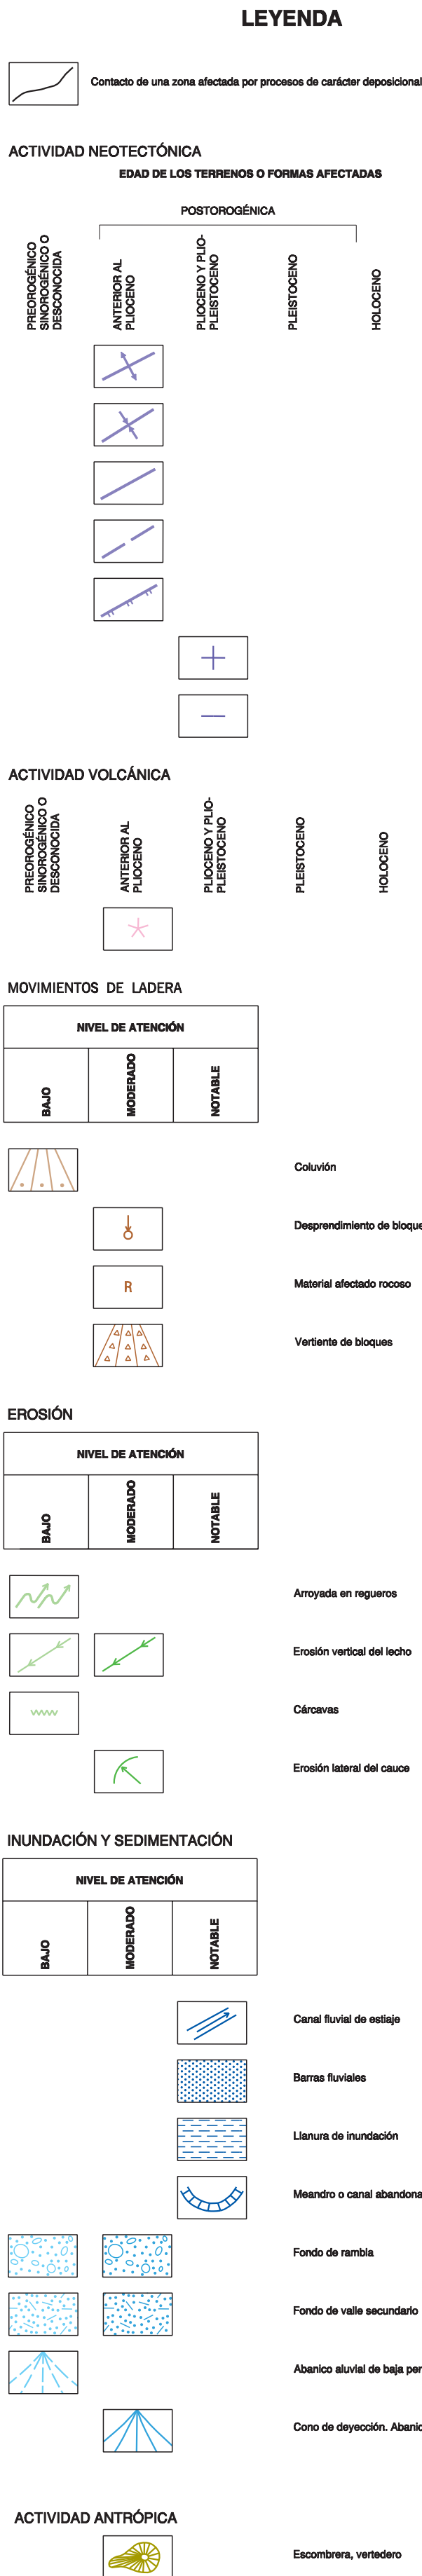 LEYENDA
Contacto de una zona afectada por procesos de carácter deposicional
ACTIVIDAD NEOTECTÓNICA
EDAD DE LOS TERRENOS O FORMAS AFECTADAS
POSTOROGÉNICA
PREOROGÉNICO
SINOROGÉNICO O
DESCONOCIDA
ANTERIOR AL
PLIOCENO
PLIOCENO Y PLIO-
PLEISTOCENO
PLEISTOCENO
HOLOCENO
ACTIVIDAD VOLCÁNICA
PREOROGÉNICO
SINOROGÉNICO O
DESCONOCIDA
ANTERIOR AL
PLIOCENO
PLIOCENO Y PLIO-
PLEISTOCENO
PLEISTOCENO
HOLOCENO
MOVIMIENTOS DE LADERA
NIVEL DE ATENCIÓN
BAJO
MODERADO
NOTABLE
Coluvión
Desprendimiento de bloque
R
Material afectado rocoso
Vertiente de bloques
EROSIÓN
NIVEL DE ATENCIÓN
BAJO
MODERADO
NOTABLE
Arroyada en regueros
Erosión vertical del lecho
Cárcavas
Erosión lateral del cauce
INUNDACIÓN Y SEDIMENTACIÓN
NIVEL DE ATENCIÓN
BAJO
MODERADO
NOTABLE
Canal fluvial de estiaje
Barras fluviales
Llanura de inundación
Meandro o canal abandona
Fondo de rambla
Fondo de valle secundario
Abanico aluvial de baja per
Cono de deyección. Abanic
ACTIVIDAD ANTRÓPICA
Escombrera, vertedero